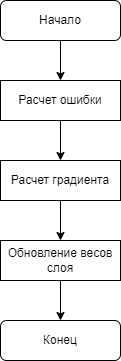 Начало
Расчет ошибки
Расчет градиента
Обновление весов
слоя
Конец